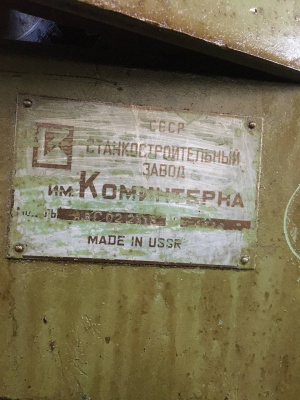 СССР
СТАНКОСТРОИТЕЛЬНЫЙ
ЗАВОД
ИМ. КОМИНТЕРНА
MADE IN USSR